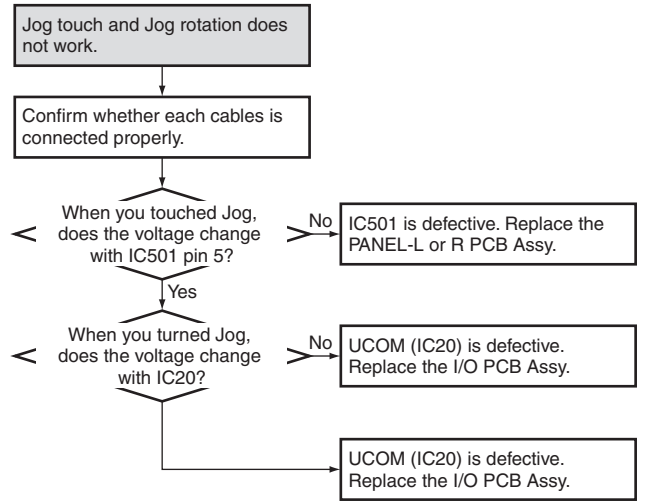 Jog touch and Jog rotation does
not work.
Confirm whether each cables is
connected properly.
When you touched Jog,
does the voltage change
with IC501 pin 5?
No
IC501 is defective. Replace the
PANEL-L or R PCB Assy.
Yes
When you turned Jog,
does the voltage change
with IC20?
No
UCOM (IC20) is defective.
Replace the I/O PCB Assy.
UCOM (IC20) is defective.
Replace the I/O PCB Assy.